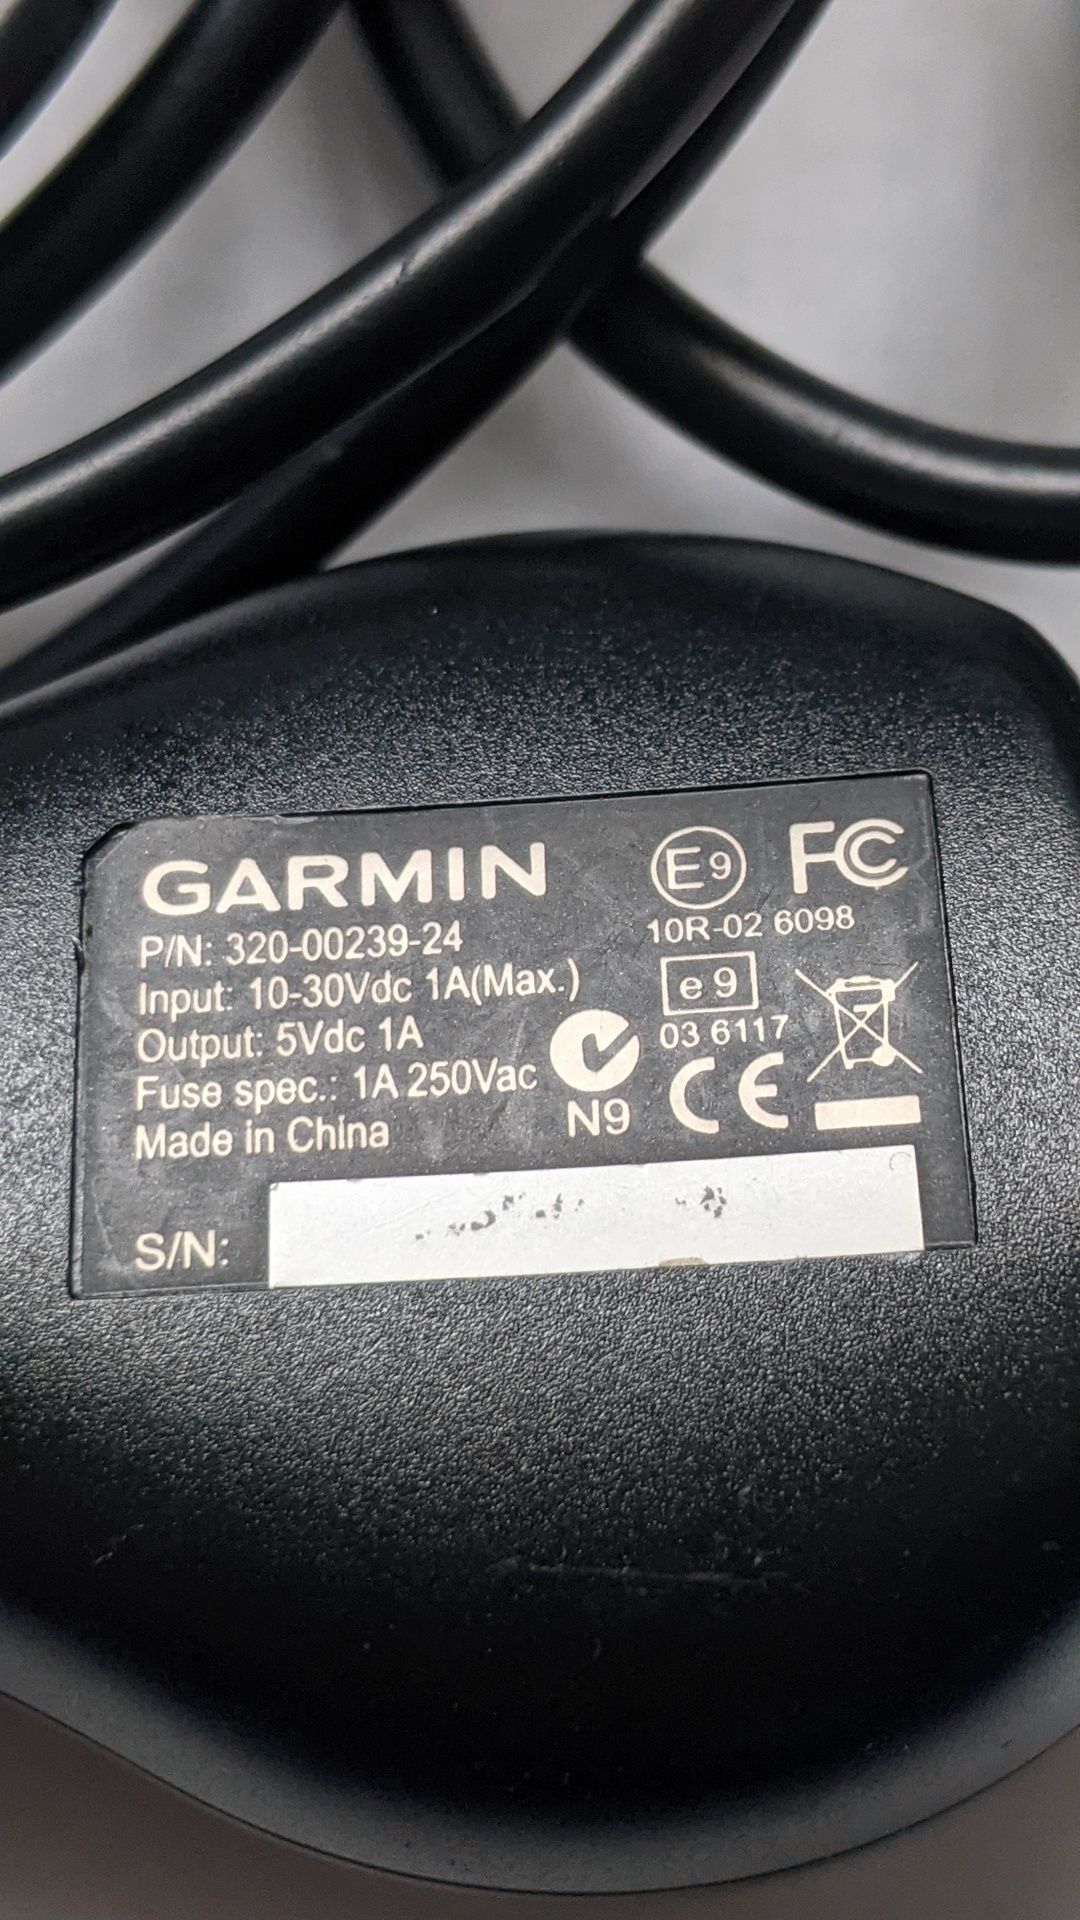 GARMIN
P/N: 320-00239-24
Input: 10-30Vdc 1A(Max.)
Output: 5Vdc 1A
Fuse spec.: 1A 250Vac
Made in China
S/N:
E9
FC
10R-02 6098
e9
03 6117
N9
CE